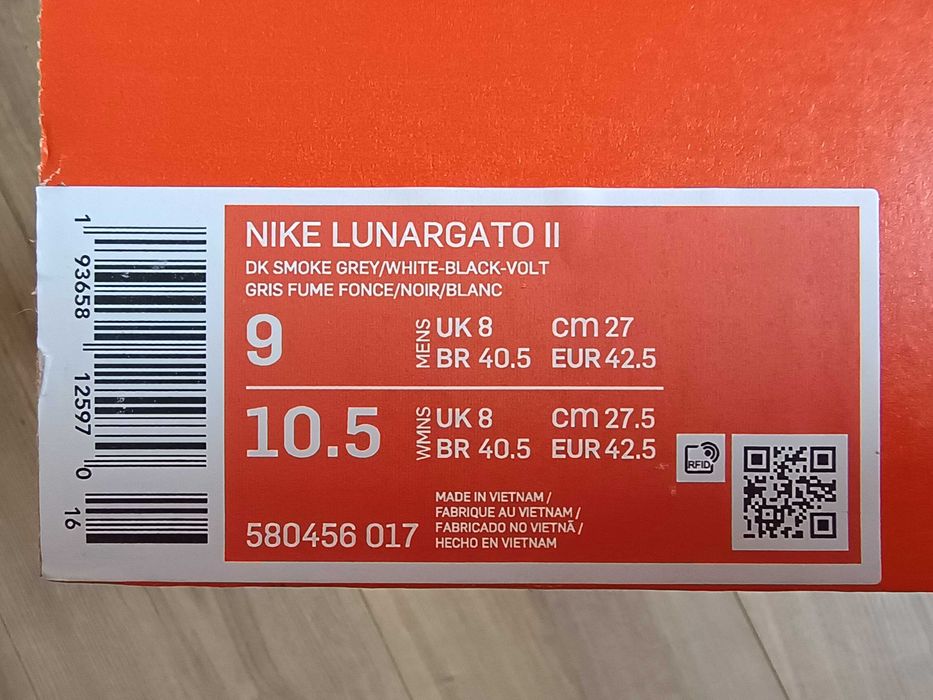 1 93658 12597 0
16
NIKE LUNARGATO II
DK SMOKE GREY/WHITE-BLACK-VOLT
GRIS FUME FONCE/NOIR/BLANC
9
MENS
UK 8 cm 27
BR 40.5 EUR 42.5
10.5
WMNS
UK 8 cm 27.5
BR 40.5 EUR 42.5
RFID
580456 017
MADE IN VIETNAM /
FABRIQUE AU VIETNAM /
FABRICADO NO VIETNÃ /
HECHO EN VIETNAM